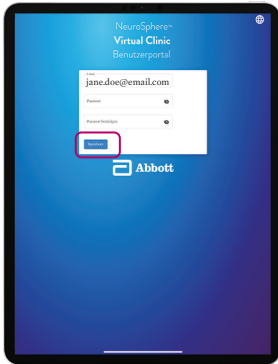 NeuroSphere™
Virtual Clinic
Benutzerportal
E-Mail
jane.doe@email.com
Passwort
Passwort bestätigen
Speichern
Abbott